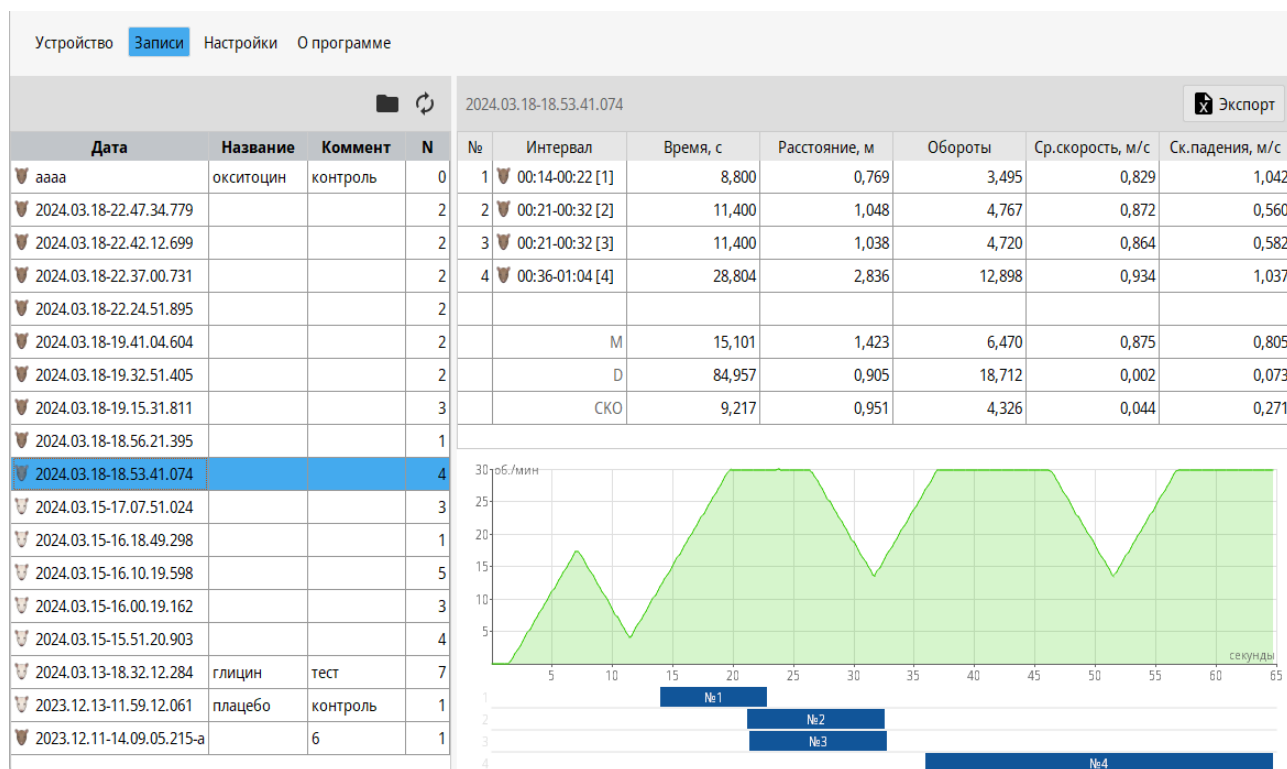 Устройство Записи Настройки О программе
2024.03.18-18.53.41.074 Экспорт
Дата Название Коммент N
аааа окситоцин контроль 0
2024.03.18-22.47.34.779 2
2024.03.18-22.42.12.699 2
2024.03.18-22.37.00.731 2
2024.03.18-22.24.51.895 2
2024.03.18-19.41.04.604 2
2024.03.18-19.32.51.405 2
2024.03.18-19.15.31.811 3
2024.03.18-18.56.21.395 1
2024.03.18-18.53.41.074 4
2024.03.15-17.07.51.024 3
2024.03.15-16.18.49.298 1
2024.03.15-16.10.19.598 5
2024.03.15-16.00.19.162 3
2024.03.15-15.51.20.903 4
2024.03.13-18.32.12.284 глицин тест 7
2023.12.13-11.59.12.061 плацебо контроль 1
2023.12.11-14.09.05.215-a 6 1
№ Интервал Время, с Расстояние, м Обороты Ср.скорость, м/с Ск.падения, м/с
1 00:14-00:22 [1] 8,800 0,769 3,495 0,829 1,042
2 00:21-00:32 [2] 11,400 1,048 4,767 0,872 0,560
3 00:21-00:32 [3] 11,400 1,038 4,720 0,864 0,582
4 00:36-01:04 [4] 28,804 2,836 12,898 0,934 1,037
M 15,101 1,423 6,470 0,875 0,805
D 84,957 0,905 18,712 0,002 0,073
СКО 9,217 0,951 4,326 0,044 0,271
30 об./мин
25
20
15
10
5
секунды
5 10 15 20 25 30 35 40 45 50 55 60 65
1 №1
2 №2
3 №3
4 №4